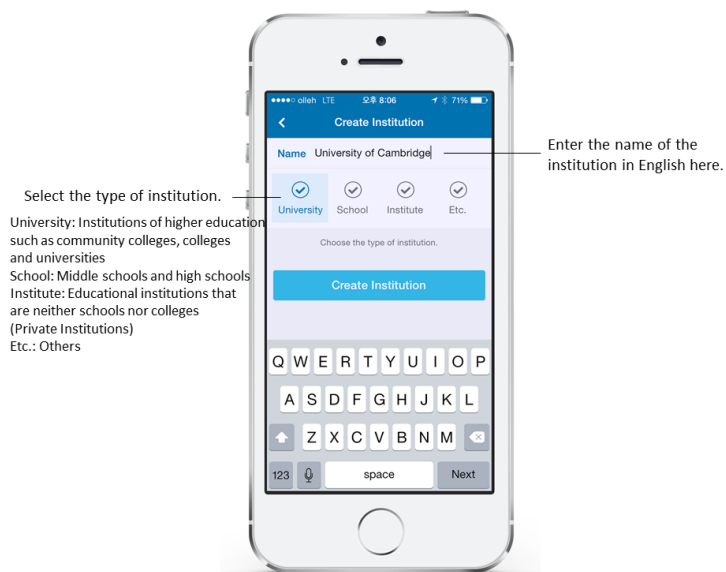 olleh LTE 오후 8:06 71%
Create Institution
Name University of Cambridge
University School Institute Etc.
Choose the type of institution.
Create Institution
Q W E R T Y U I O P
A S D F G H J K L
Z X C V B N M
123 space Next
Enter the name of the
institution in English here.
Select the type of institution.
University: Institutions of higher education
such as community colleges, colleges
and universities
School: Middle schools and high schools
Institute: Educational institutions that
are neither schools nor colleges
(Private Institutions)
Etc.: Others